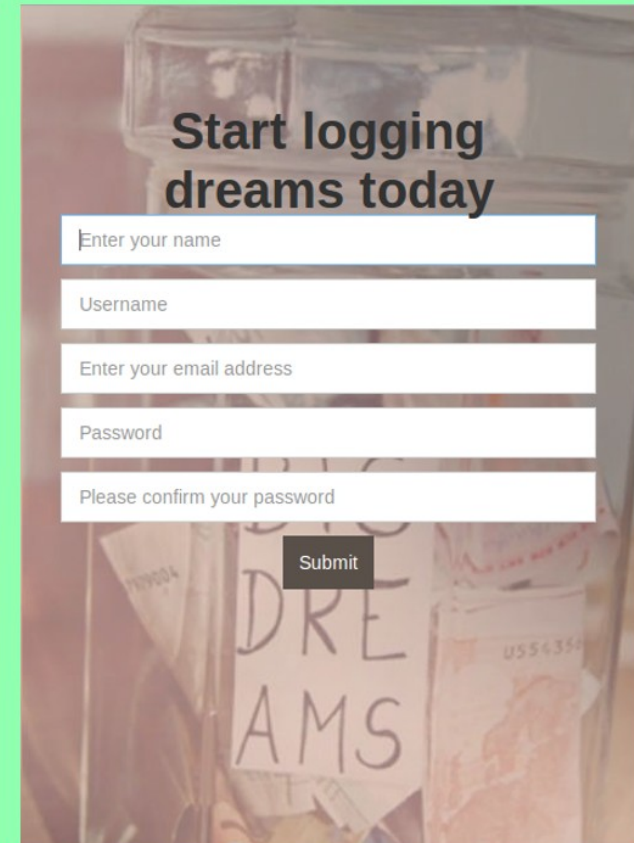 Start logging
dreams today
Enter your name
Username
Enter your email address
Password
Please confirm your password
BIG
Submit
DRE
AMS